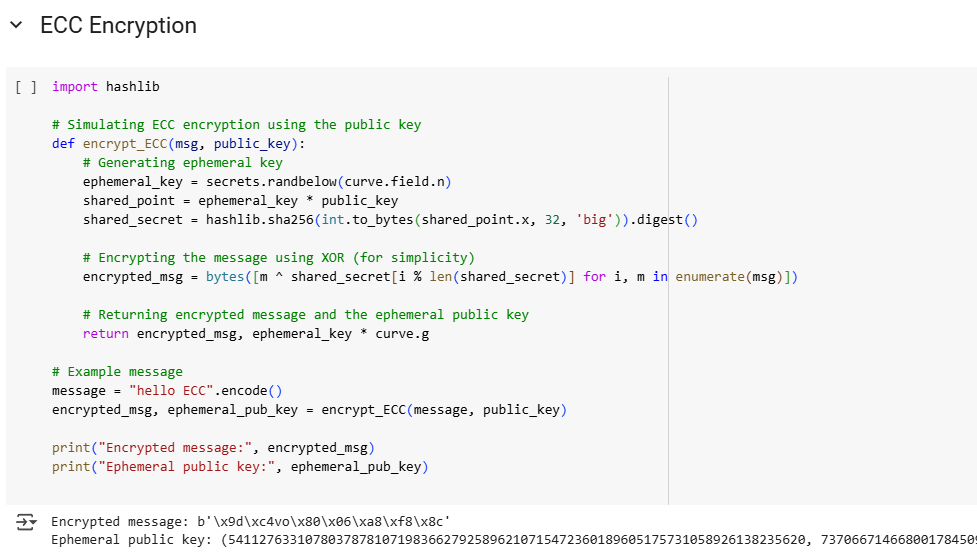 ECC Encryption
[ ] import hashlib
# Simulating ECC encryption using the public key
def encrypt_ECC(msg, public_key):
    # Generating ephemeral key
    ephemeral_key = secrets.randbelow(curve.field.n)
    shared_point = ephemeral_key * public_key
    shared_secret = hashlib.sha256(int.to_bytes(shared_point.x, 32, 'big')).digest()
    # Encrypting the message using XOR (for simplicity)
    encrypted_msg = bytes([m ^ shared_secret[i % len(shared_secret)] for i, m in enumerate(msg)])
    # Returning encrypted message and the ephemeral public key
    return encrypted_msg, ephemeral_key * curve.g
# Example message
message = "hello ECC".encode()
encrypted_msg, ephemeral_pub_key = encrypt_ECC(message, public_key)
print("Encrypted message:", encrypted_msg)
print("Ephemeral public key:", ephemeral_pub_key)
Encrypted message: b'\x9d\xc4vo\x80\x06\xa8\xf8\x8c'
Ephemeral public key: (54112763310780378781071983662792589621071547236018960517573105892613823562​0, 737066714668001784509